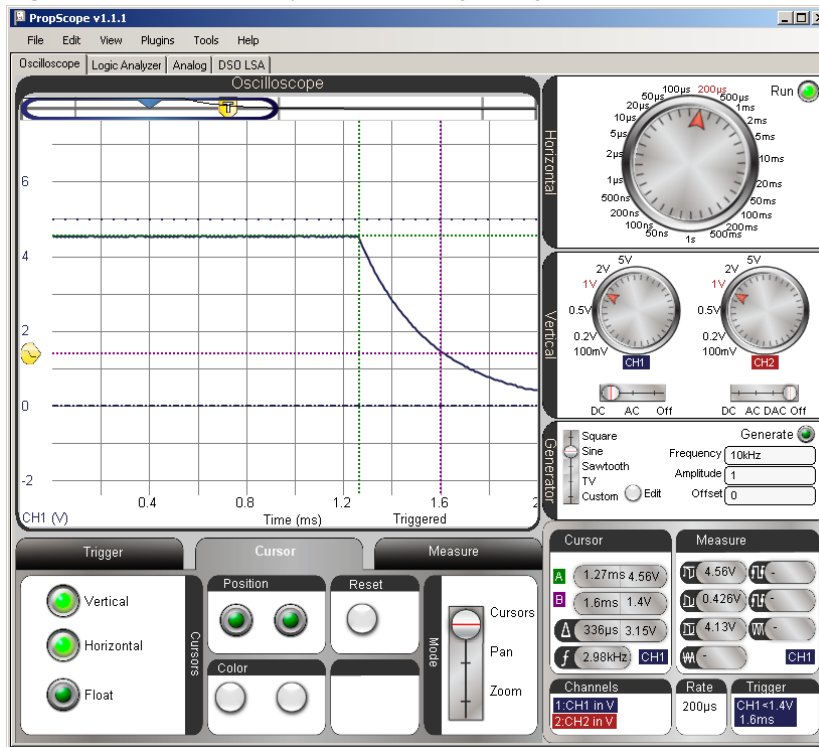 PropScope v1.1.1
File Edit View Plugins Tools Help
Oscilloscope Logic Analyzer Analog DSO LSA
Oscilloscope
T
6
4
2
0
-2
0.4 0.8 1.2 1.6 2
CH1 (V) Time (ms) Triggered
Horizontal
Run
50ns
100ns
200ns
500ns
1µs
2µs
5µs
10µs
20µs
50µs
100µs
200µs
500µs
1ms
2ms
5ms
10ms
20ms
50ms
100ms
200ms
500ms
1s
Vertical
5V
2V
1V
0.5V
0.2V
100mV
CH1
DC AC Off
5V
2V
1V
0.5V
0.2V
100mV
CH2
DC AC DAC Off
Generator
Square
Sine
Sawtooth
TV
Custom
Edit
Generate
Frequency 10kHz
Amplitude 1
Offset 0
Trigger Cursor Measure
Vertical
Horizontal
Float
Cursors
Position
Reset
Color
Mode
Cursors
Pan
Zoom
Cursor
A 1.27ms 4.56V
B 1.6ms 1.4V
Δ 336µs 3.15V
f 2.98kHz CH1
Measure
4.56V -
0.426V -
4.13V -
- CH1
Channels
1:CH1 in V
2:CH2 in V
Rate
200µs
Trigger
CH1<1.4V
1.6ms